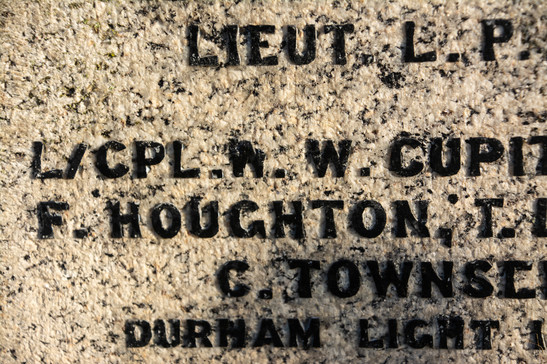 LIEUT. L. P.
L/CPL. W. W. CUPIT
F. HOUGHTON, T.
C. TOWNSE
DURHAM LIGHT